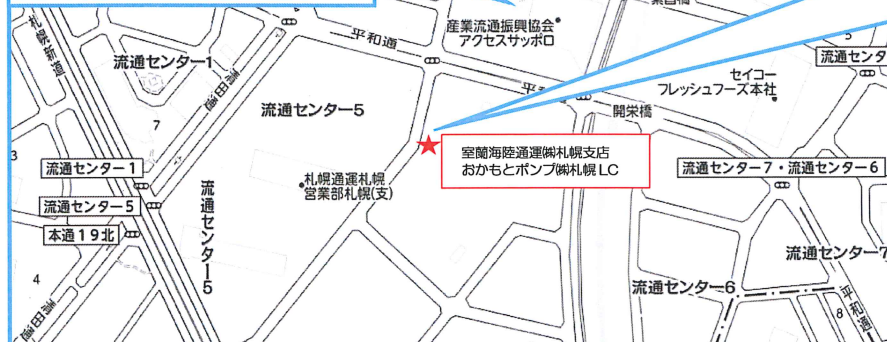 札幌新道
流通センター1
清田通
7
3
平和通
産業流通振興協会
アクセスサッポロ
流通センター5
平和通
セイコー
フレッシュフーズ本社
5
開栄橋
室蘭海陸通運㈱札幌支店
おかもとポンプ㈱札幌 LC
札幌通運札幌
営業部札幌(支)
流通センター1
流通センター5
本通19北
流通センター5
流通センター7・流通センター6
流通センター7
流通センター6
平和通
8
4